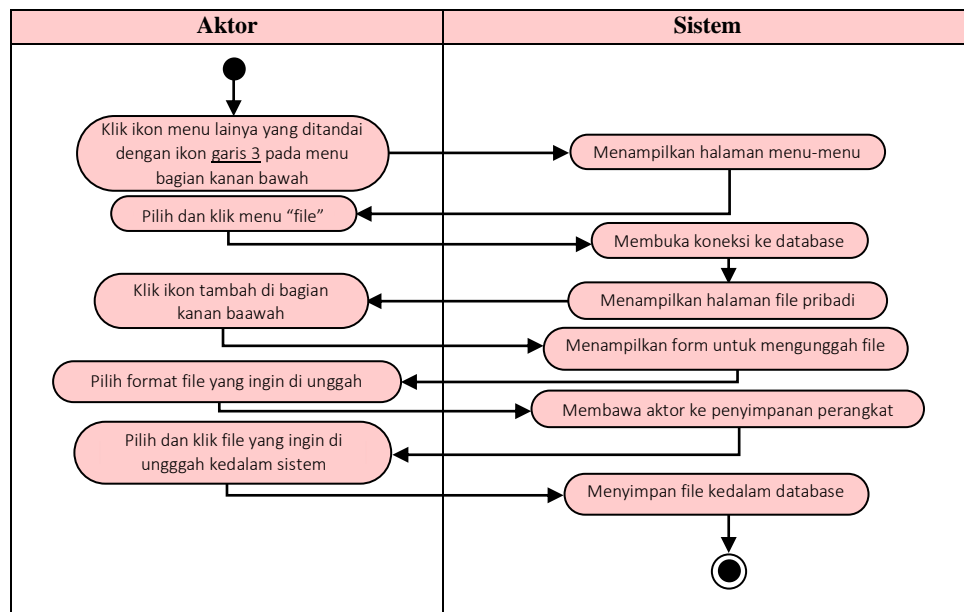 Aktor
Sistem
Klik ikon menu lainya yang ditandai
dengan ikon garis 3 pada menu
bagian kanan bawah
Menampilkan halaman menu-menu
Pilih dan klik menu “file”
Membuka koneksi ke database
Menampilkan halaman file pribadi
Klik ikon tambah di bagian
kanan baawah
Menampilkan form untuk mengunggah file
Pilih format file yang ingin di unggah
Membawa aktor ke penyimpanan perangkat
Pilih dan klik file yang ingin di
ungggah kedalam sistem
Menyimpan file kedalam database